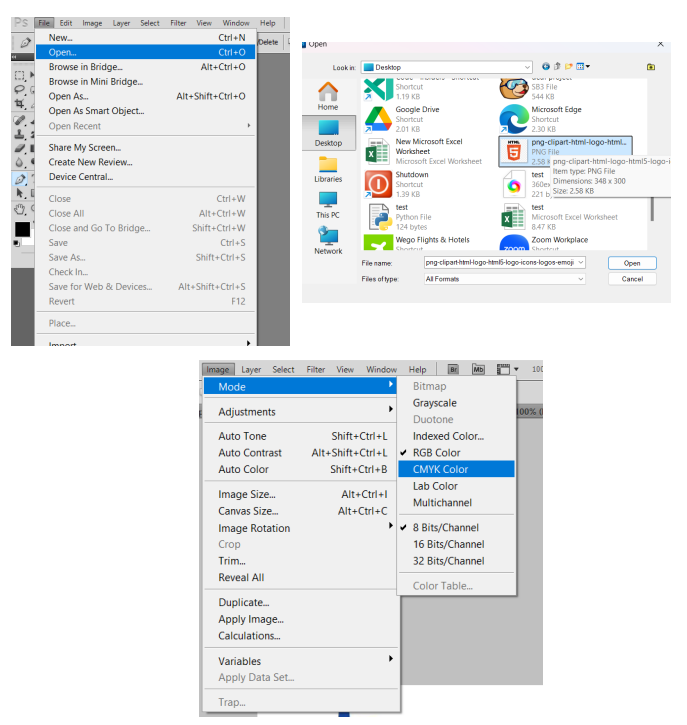 PS File Edit Image Layer Select Filter View Window Help
New... Ctrl+N
Open... Ctrl+O
Delete
Browse in Bridge... Alt+Ctrl+O
Browse in Mini Bridge...
Open As... Alt+Shift+Ctrl+O
Open As Smart Object...
Open Recent
Share My Screen...
Create New Review...
Device Central...
Close Ctrl+W
Close All Alt+Ctrl+W
Close and Go To Bridge... Shift+Ctrl+W
Save Ctrl+S
Save As... Shift+Ctrl+S
Check In...
Save for Web & Devices... Alt+Shift+Ctrl+S
Revert F12
Place...
Import
Open
Look in: Desktop
Home
Desktop
Libraries
This PC
Network
Shortcut
1.19 KB
SB3 File
544 KB
Google Drive
Shortcut
2.01 KB
Microsoft Edge
Shortcut
2.30 KB
New Microsoft Excel
Worksheet
Microsoft Excel Worksheet
HTML
5
png-clipart-html-logo-html...
PNG File
2.58
png-clipart-html-logo-html5-logo-i
Item type: PNG File
Dimensions: 348 x 300
Size: 2.58 KB
Shutdown
Shortcut
1.39 KB
test
360
221 b
test
Python File
124 bytes
test
Microsoft Excel Worksheet
8.47 KB
Wego Flights & Hotels
Shortcut
zoom
Zoom Workplace
Shortcut
File name: png-clipart-html-logo-html5-logo-icons-logos-emoji Open
Files of type: All Formats Cancel
Image Layer Select Filter View Window Help Br Mb 100
Mode
100%
Adjustments
Auto Tone Shift+Ctrl+L
Auto Contrast Alt+Shift+Ctrl+L
Auto Color Shift+Ctrl+B
Image Size... Alt+Ctrl+I
Canvas Size... Alt+Ctrl+C
Image Rotation
Crop
Trim...
Reveal All
Duplicate...
Apply Image...
Calculations...
Variables
Apply Data Set...
Trap...
Bitmap
Grayscale
Duotone
Indexed Color...
✓ RGB Color
CMYK Color
Lab Color
Multichannel
✓ 8 Bits/Channel
16 Bits/Channel
32 Bits/Channel
Color Table...